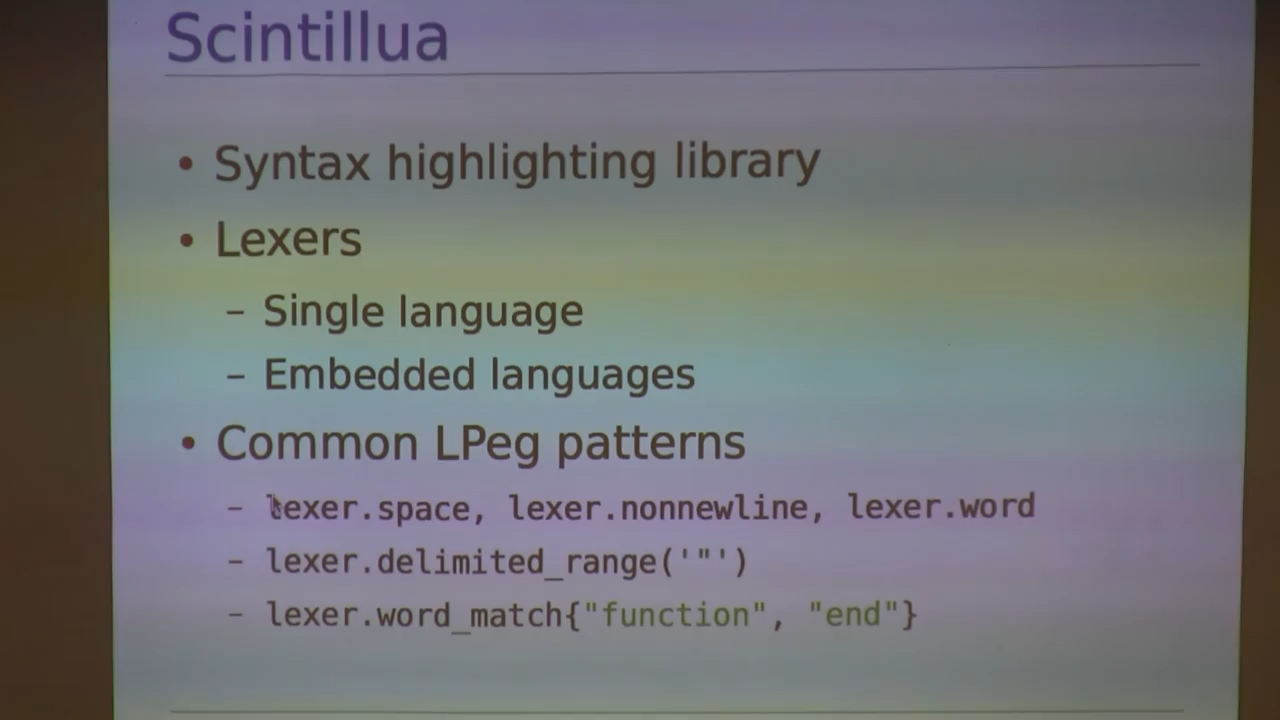 Scintillua
• Syntax highlighting library
• Lexers
– Single language
– Embedded languages
• Common LPeg patterns
– lexer.space, lexer.nonnewline, lexer.word
– lexer.delimited_range('"')
– lexer.word_match{"function", "end"}